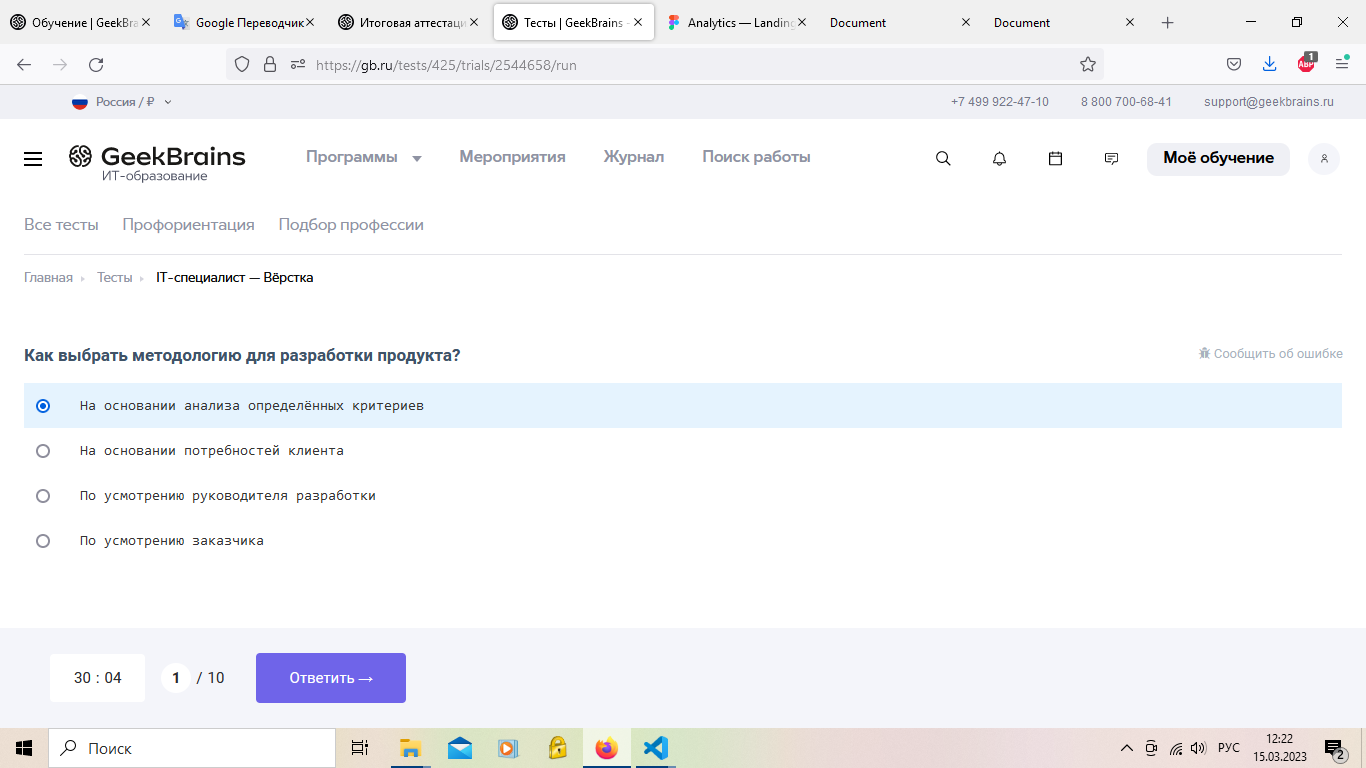 Обучение | GeekBra
Google Переводчик
Итоговая аттестаци
Тесты | GeekBrains -
Analytics — Landing
Document
Document
https://gb.ru/tests/425/trials/2544658/run
ABP
1
Россия / ₽
+7 499 922-47-10
8 800 700-68-41
support@geekbrains.ru
GeekBrains
ИТ-образование
Программы
Мероприятия
Журнал
Поиск работы
Моё обучение
Все тесты
Профориентация
Подбор профессии
Главная
Тесты
IT-специалист — Вёрстка
Как выбрать методологию для разработки продукта?
Сообщить об ошибке
На основании анализа определённых критериев
На основании потребностей клиента
По усмотрению руководителя разработки
По усмотрению заказчика
30 : 04
1 / 10
Ответить →
Поиск
РУС
12:22
15.03.2023
2